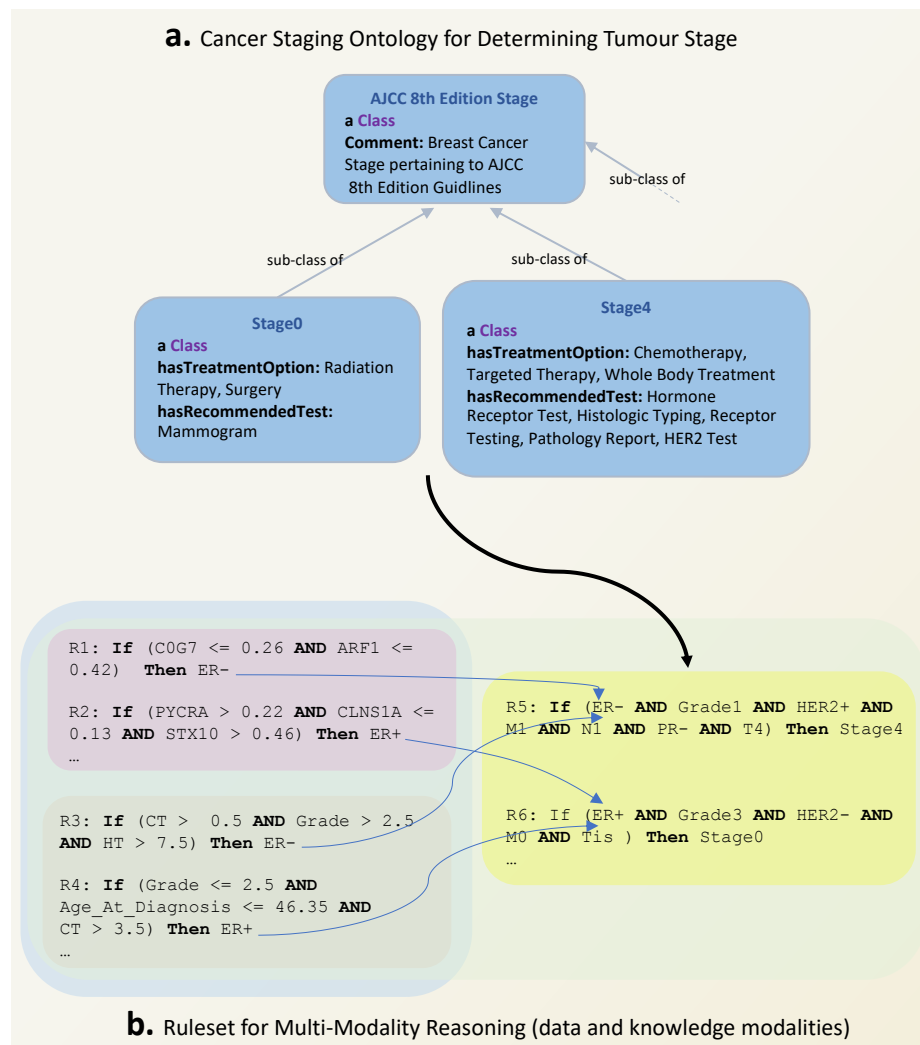 a. Cancer Staging Ontology for Determining Tumour Stage
AJCC 8th Edition Stage
a Class
Comment: Breast Cancer
Stage pertaining to AJCC
8th Edition Guidlines
sub-class of
sub-class of
sub-class of
Stage0
a Class
hasTreatmentOption: Radiation
Therapy, Surgery
hasRecommendedTest:
Mammogram
Stage4
a Class
hasTreatmentOption: Chemotherapy,
Targeted Therapy, Whole Body Treatment
hasRecommendedTest: Hormone
Receptor Test, Histologic Typing, Receptor
Testing, Pathology Report, HER2 Test
R1: If (C0G7 <= 0.26 AND ARF1 <=
0.42) Then ER-
R2: If (PYCRA > 0.22 AND CLNS1A <=
0.13 AND STX10 > 0.46) Then ER+
…
R3: If (CT > 0.5 AND Grade > 2.5
AND HT > 7.5) Then ER-
R4: If (Grade <= 2.5 AND
Age_At_Diagnosis <= 46.35 AND
CT > 3.5) Then ER+
…
R5: If (ER- AND Grade1 AND HER2+ AND
M1 AND N1 AND PR- AND T4) Then Stage4
R6: If (ER+ AND Grade3 AND HER2- AND
M0 AND Tis ) Then Stage0
…
b. Ruleset for Multi-Modality Reasoning (data and knowledge modalities)